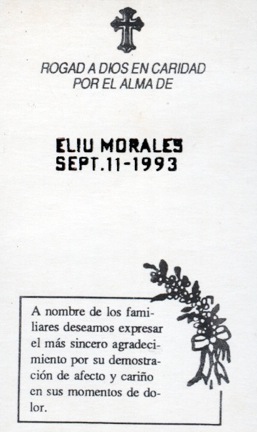 ROGAD A DIOS EN CARIDAD
POR EL ALMA DE
ELIU MORALES
SEPT.11-1993
A nombre de los fami-
liares deseamos expresar
el más sincero agradeci-
miento por su demostra-
ción de afecto y cariño
en sus momentos de do-
lor.